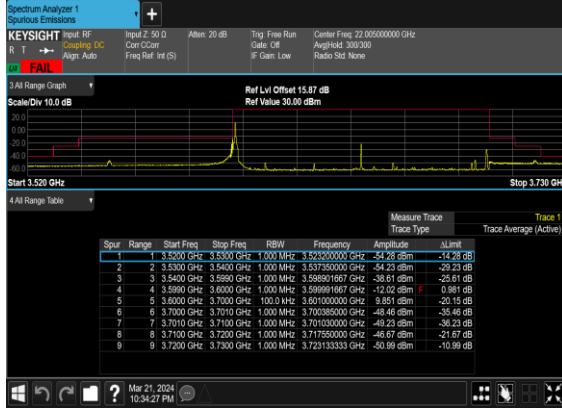 Spectrum Analyzer 1
Spurious Emissions
+
KEYSIGHT Input: RF Input Z: 50 Ω Atten: 20 dB Trig: Free Run Center Freq: 22.005000000 GHz
R T Coupling: DC Corr CCorr Gate: Off Avg|Hold: 300/300
Align: Auto Freq Ref: Int (S) IF Gain: Low Radio Std: None
FAIL
3 All Range Graph
Ref Lvl Offset 15.87 dB
Scale/Div 10.0 dB Ref Value 30.00 dBm
20.0
0.00
-20.0
-40.0
-60.0
Start 3.520 GHz Stop 3.730 GH
4 All Range Table
Measure Trace Trace 1
Trace Type Trace Average (Active)
Spur Range Start Freq Stop Freq RBW Frequency Amplitude ΔLimit
1 1 3.5200 GHz 3.5300 GHz 1.000 MHz 3.523200000 GHz -54.28 dBm -14.28 dB
2 2 3.5300 GHz 3.5400 GHz 1.000 MHz 3.537350000 GHz -54.23 dBm -29.23 dB
3 3 3.5400 GHz 3.5990 GHz 1.000 MHz 3.598901667 GHz -38.61 dBm -25.61 dB
4 4 3.5990 GHz 3.6000 GHz 1.000 MHz 3.599991667 GHz -12.02 dBm F 0.981 dB
5 5 3.6000 GHz 3.7000 GHz 100.0 kHz 3.601000000 GHz 9.851 dBm -20.15 dB
6 6 3.7000 GHz 3.7010 GHz 1.000 MHz 3.700385000 GHz -48.46 dBm -35.46 dB
7 7 3.7010 GHz 3.7100 GHz 1.000 MHz 3.701030000 GHz -49.23 dBm -36.23 dB
8 8 3.7100 GHz 3.7200 GHz 1.000 MHz 3.717550000 GHz -46.67 dBm -21.67 dB
9 9 3.7200 GHz 3.7300 GHz 1.000 MHz 3.723133333 GHz -50.99 dBm -10.99 dB
? Mar 21, 2024
10:34:27 PM